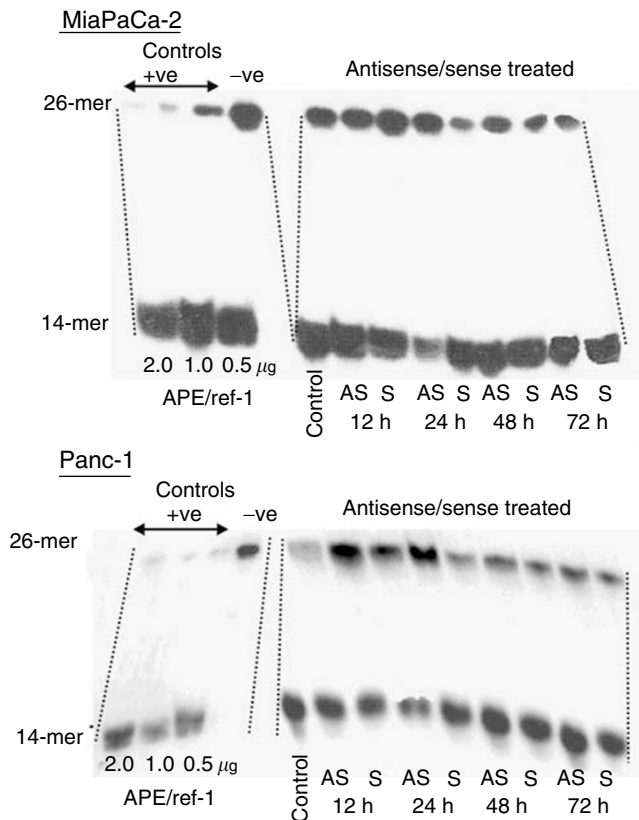 MiaPaCa-2
Controls
+ve –ve
Antisense/sense treated
26-mer
14-mer
2.0 1.0 0.5 μg
APE/ref-1
Control
AS S AS S AS S AS S
12 h 24 h 48 h 72 h
Panc-1
Controls
+ve –ve
Antisense/sense treated
26-mer
14-mer
2.0 1.0 0.5 μg
APE/ref-1
Control
AS S AS S AS S AS S
12 h 24 h 48 h 72 h